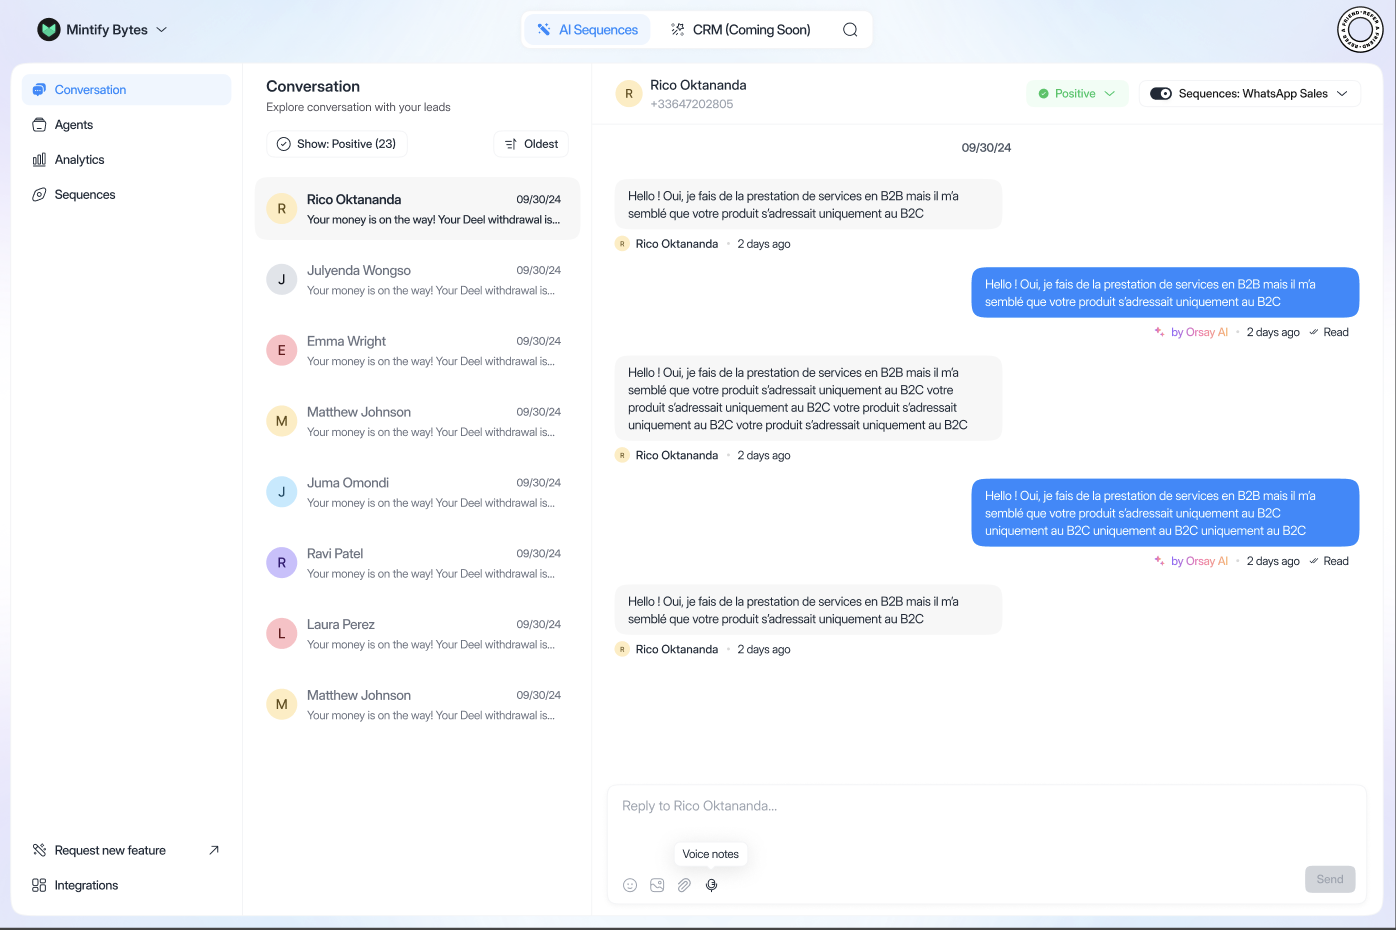 Mintify Bytes
AI Sequences
CRM (Coming Soon)
REFER A FRIEND · REFER A FRIEND
Conversation
Agents
Analytics
Sequences
Request new feature
Integrations
Conversation
Explore conversation with your leads
Show: Positive (23)
Oldest
R
Rico Oktananda
09/30/24
Your money is on the way! Your Deel withdrawal is...
J
Julyenda Wongso
09/30/24
Your money is on the way! Your Deel withdrawal is...
E
Emma Wright
09/30/24
Your money is on the way! Your Deel withdrawal is...
M
Matthew Johnson
09/30/24
Your money is on the way! Your Deel withdrawal is...
J
Juma Omondi
09/30/24
Your money is on the way! Your Deel withdrawal is...
R
Ravi Patel
09/30/24
Your money is on the way! Your Deel withdrawal is...
L
Laura Perez
09/30/24
Your money is on the way! Your Deel withdrawal is...
M
Matthew Johnson
09/30/24
Your money is on the way! Your Deel withdrawal is...
R
Rico Oktananda
+33647202805
Positive
Sequences: WhatsApp Sales
09/30/24
Hello ! Oui, je fais de la prestation de services en B2B mais il m’a
semblé que votre produit s’adressait uniquement au B2C
R Rico Oktananda • 2 days ago
Hello ! Oui, je fais de la prestation de services en B2B mais il m’a
semblé que votre produit s’adressait uniquement au B2C
by Orsay AI • 2 days ago Read
Hello ! Oui, je fais de la prestation de services en B2B mais il m’a
semblé que votre produit s’adressait uniquement au B2C votre
produit s’adressait uniquement au B2C votre produit s’adressait
uniquement au B2C votre produit s’adressait uniquement au B2C
R Rico Oktananda • 2 days ago
Hello ! Oui, je fais de la prestation de services en B2B mais il m’a
semblé que votre produit s’adressait uniquement au B2C
uniquement au B2C uniquement au B2C uniquement au B2C
by Orsay AI • 2 days ago Read
Hello ! Oui, je fais de la prestation de services en B2B mais il m’a
semblé que votre produit s’adressait uniquement au B2C
R Rico Oktananda • 2 days ago
Reply to Rico Oktananda...
Voice notes
Send